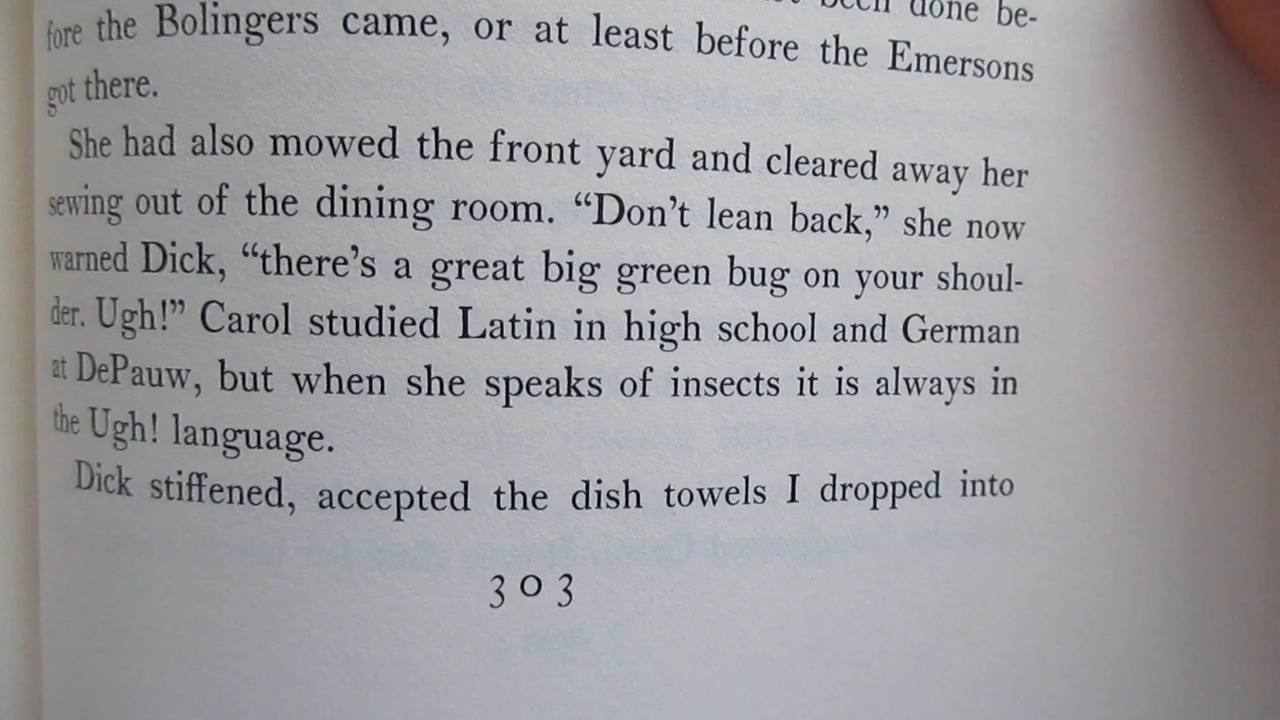 done be-
fore the Bolingers came, or at least before the Emersons
got there.
She had also mowed the front yard and cleared away her
sewing out of the dining room. “Don’t lean back,” she now
warned Dick, “there’s a great big green bug on your shoul-
der. Ugh!” Carol studied Latin in high school and German
at DePauw, but when she speaks of insects it is always in
the Ugh! language.
Dick stiffened, accepted the dish towels I dropped into
303